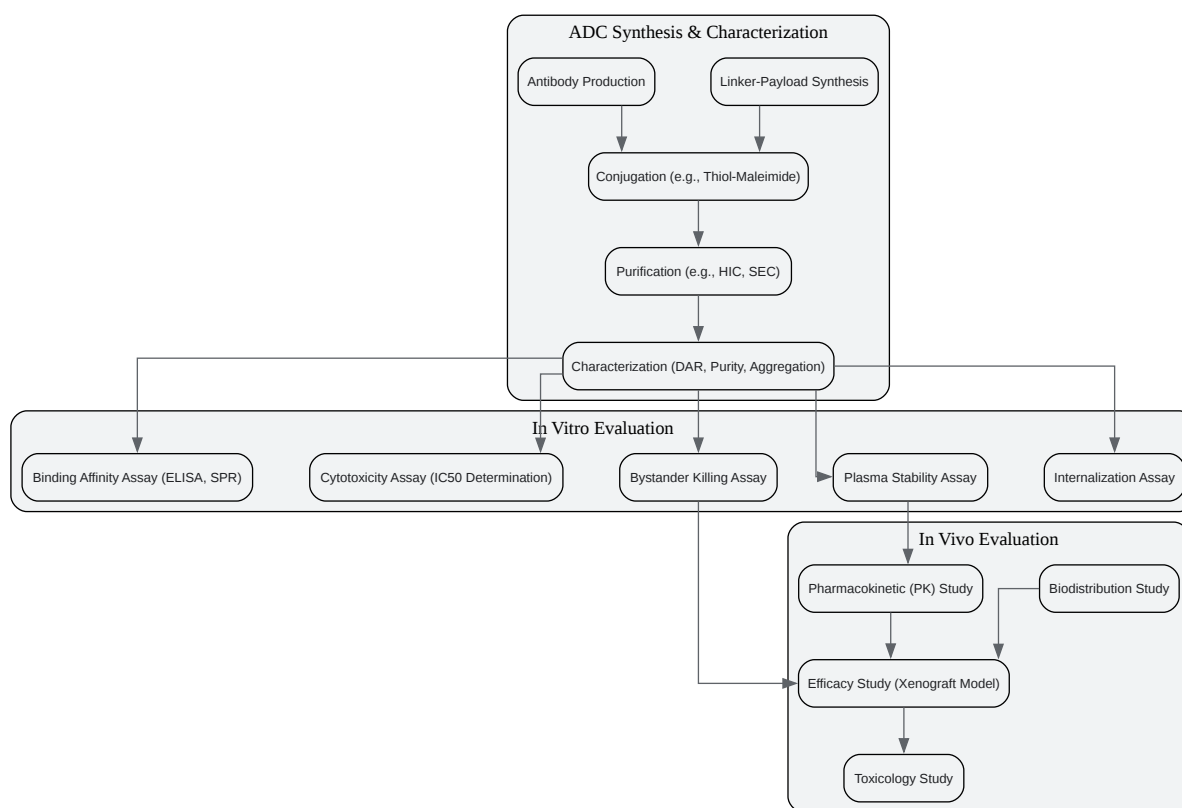 ADC Synthesis & Characterization
Antibody Production
Linker-Payload Synthesis
Conjugation (e.g., Thiol-Maleimide)
Purification (e.g., HIC, SEC)
Characterization (DAR, Purity, Aggregation)
In Vitro Evaluation
Binding Affinity Assay (ELISA, SPR)
Cytotoxicity Assay (IC50 Determination)
Bystander Killing Assay
Plasma Stability Assay
Internalization Assay
In Vivo Evaluation
Pharmacokinetic (PK) Study
Biodistribution Study
Efficacy Study (Xenograft Model)
Toxicology Study